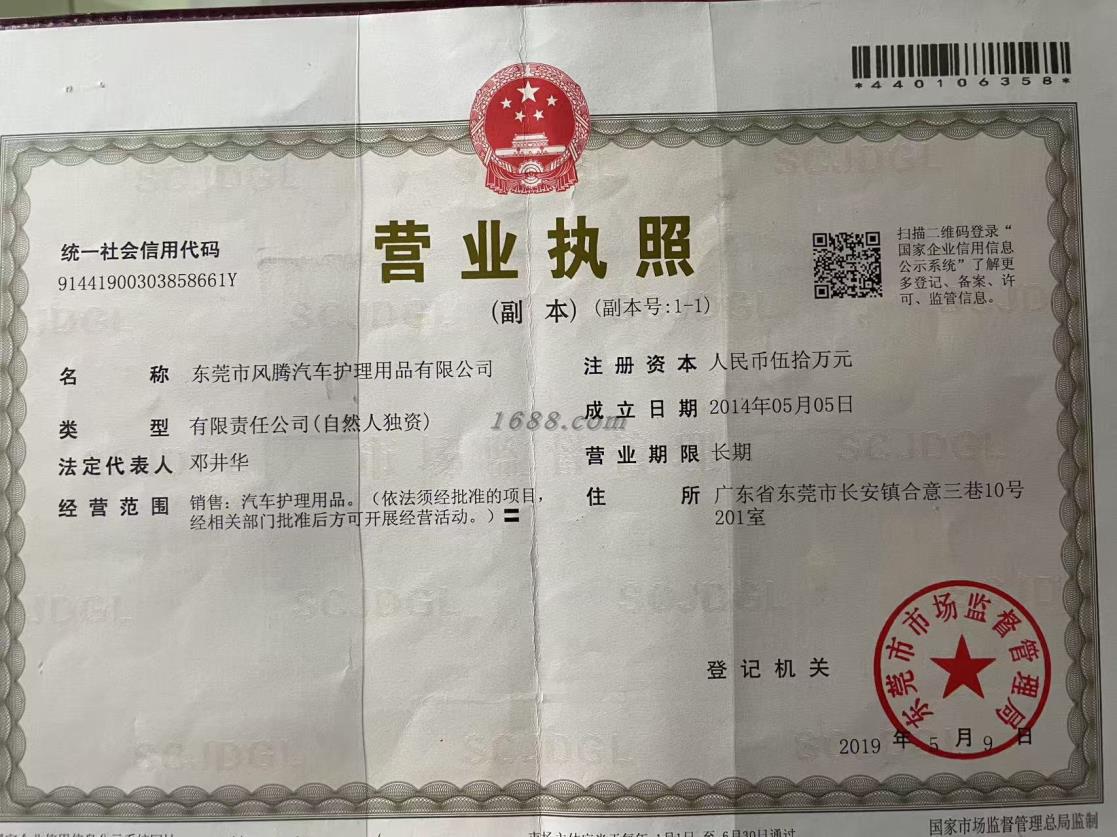 *440106358*
营业执照
(副 本) (副本号:1-1)
统一社会信用代码
91441900303858661Y
扫描二维码登录“
国家企业信用信息
公示系统”了解更
多登记、备案、许
可、监管信息。
名 称 东莞市风腾汽车护理用品有限公司
类 型 有限责任公司(自然人独资)
法定代表人 邓井华
经营范围 销售：汽车护理用品。（依法须经批准的项目，
经相关部门批准后方可开展经营活动。）
注册资本 人民币伍拾万元
成立日期 2014年05月05日
营业期限 长期
住 所 广东省东莞市长安镇合意三巷10号
201室
1688.com
SCJDGL
SCJDGL
SCJDGL
SCJDGL
SCJDGL
SCJDGL
登记机关
东莞市市场监督管理局
2019 年 5 月 9 日
国家市场监督管理总局监制